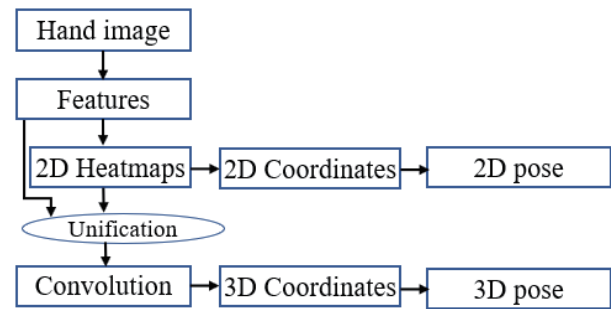 Hand image
Features
2D Heatmaps
2D Coordinates
2D pose
Unification
Convolution
3D Coordinates
3D pose